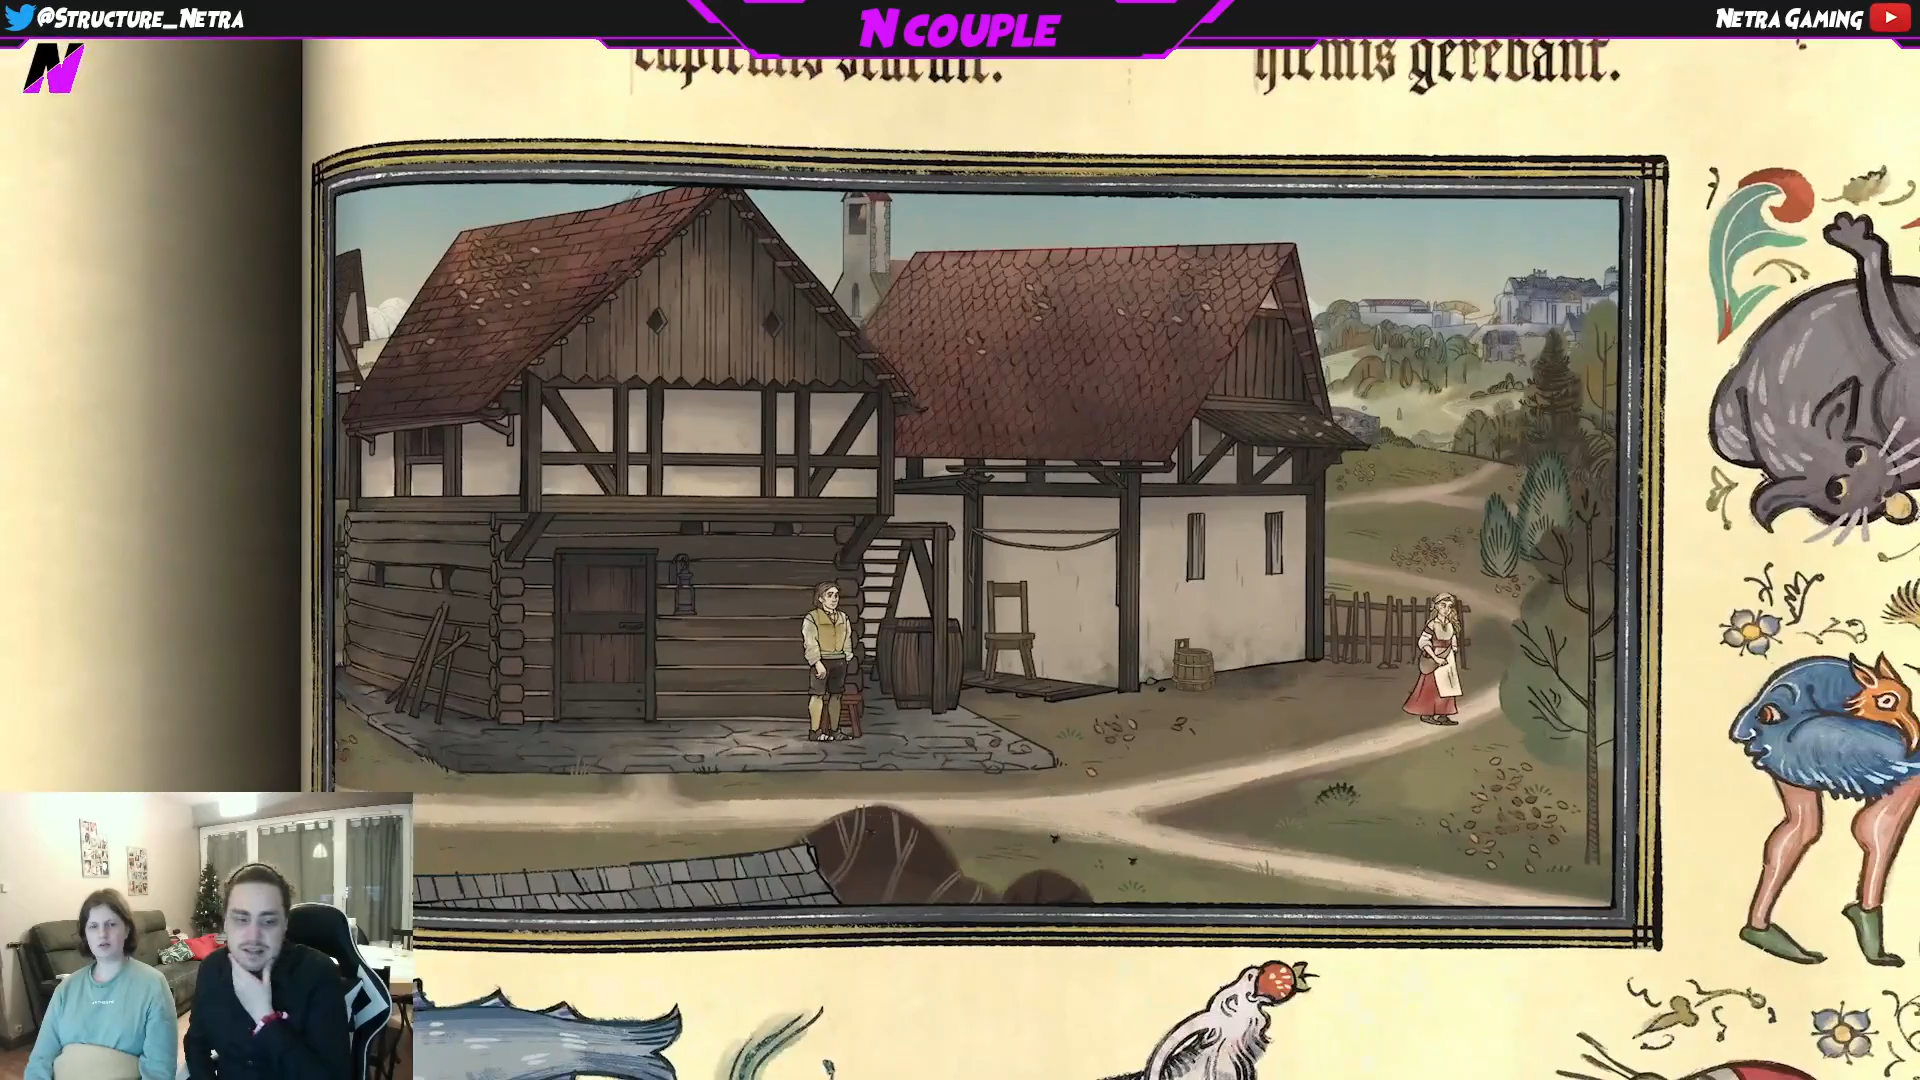 @Structure_Netra
N COUPLE
Netra Gaming
N
hiemis gerebant.